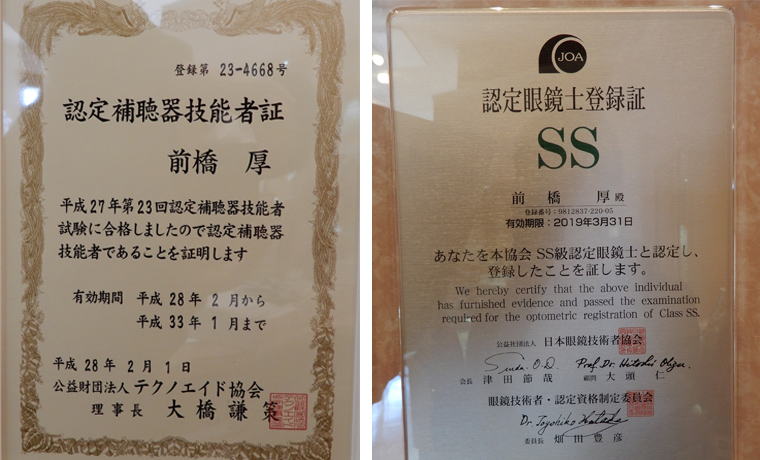 登録第 23-4668号
認定補聴器技能者証
前橋 厚
平成27年第23回認定補聴器技能者
試験に合格しましたので認定補聴器
技能者であることを証明します
有効期間 平成28年2月から
平成33年1月まで
平成28年2月1日
公益財団法人 テクノエイド協会
理事長 大橋謙策
JOA
認定眼鏡士登録証
SS
前橋 厚殿
登録番号:9812837-220-05
有効期限:2019年3月31日
あなたを本協会 SS級認定眼鏡士と認定し、
登録したことを証します。
We hereby certify that the above individual
has furnished evidence and passed the examination
required for the optometric registration of Class SS.
公益社団法人 日本眼鏡技術者協会
会長 津田節哉 顧問 大頭 仁
眼鏡技術者・認定資格制定委員会
委員長 畑田豊彦